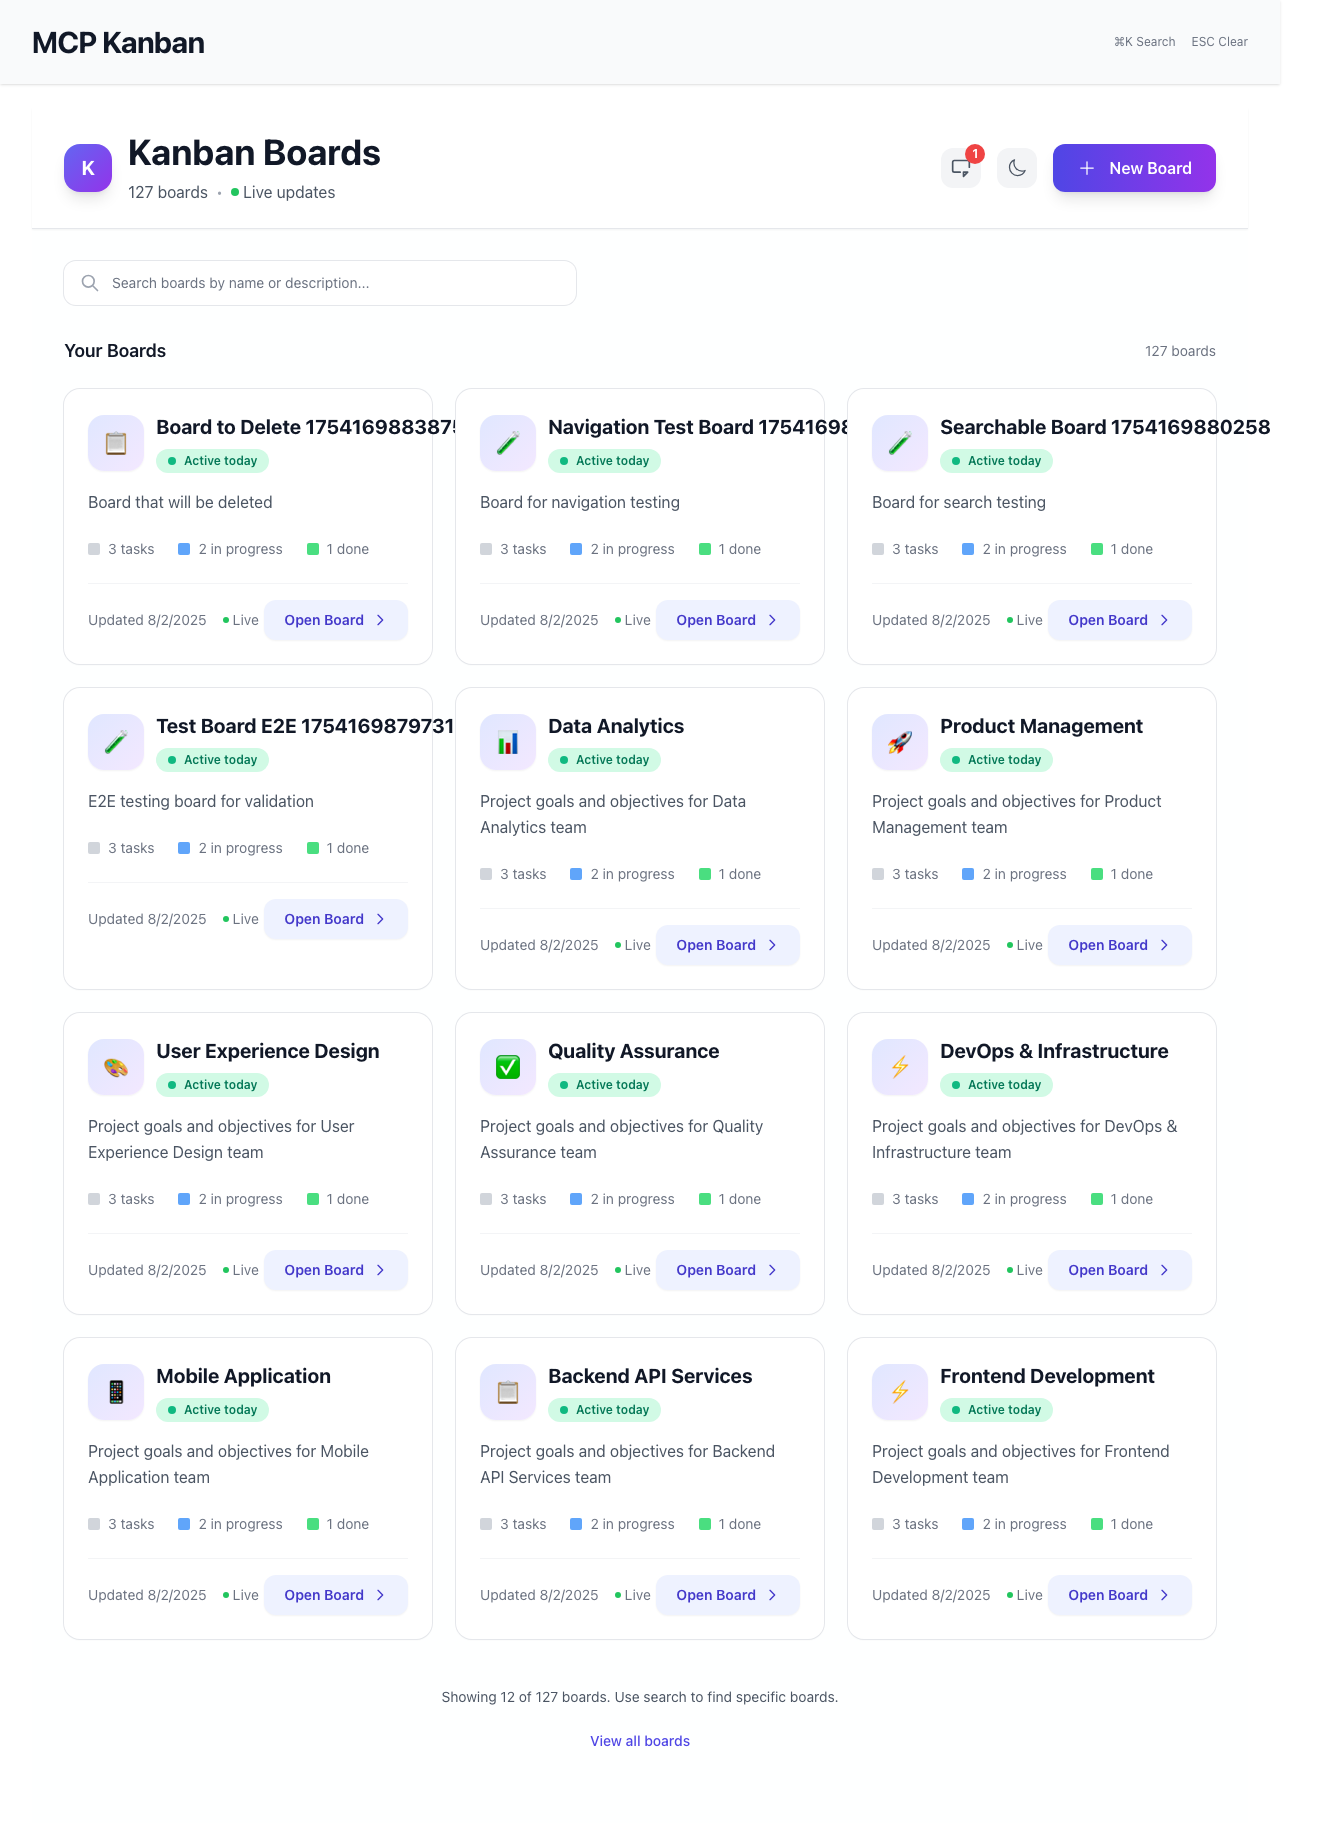 MCP Kanban
⌘K Search ESC Clear
K
Kanban Boards
127 boards • Live updates
1
New Board
Search boards by name or description...
Your Boards
127 boards
Board to Delete 1754169883875
Active today
Board that will be deleted
3 tasks 2 in progress 1 done
Updated 8/2/2025 Live Open Board
Navigation Test Board 17541698
Active today
Board for navigation testing
3 tasks 2 in progress 1 done
Updated 8/2/2025 Live Open Board
Searchable Board 1754169880258
Active today
Board for search testing
3 tasks 2 in progress 1 done
Updated 8/2/2025 Live Open Board
Test Board E2E 1754169879731
Active today
E2E testing board for validation
3 tasks 2 in progress 1 done
Updated 8/2/2025 Live Open Board
Data Analytics
Active today
Project goals and objectives for Data
Analytics team
3 tasks 2 in progress 1 done
Updated 8/2/2025 Live Open Board
Product Management
Active today
Project goals and objectives for Product
Management team
3 tasks 2 in progress 1 done
Updated 8/2/2025 Live Open Board
User Experience Design
Active today
Project goals and objectives for User
Experience Design team
3 tasks 2 in progress 1 done
Updated 8/2/2025 Live Open Board
Quality Assurance
Active today
Project goals and objectives for Quality
Assurance team
3 tasks 2 in progress 1 done
Updated 8/2/2025 Live Open Board
DevOps & Infrastructure
Active today
Project goals and objectives for DevOps &
Infrastructure team
3 tasks 2 in progress 1 done
Updated 8/2/2025 Live Open Board
Mobile Application
Active today
Project goals and objectives for Mobile
Application team
3 tasks 2 in progress 1 done
Updated 8/2/2025 Live Open Board
Backend API Services
Active today
Project goals and objectives for Backend
API Services team
3 tasks 2 in progress 1 done
Updated 8/2/2025 Live Open Board
Frontend Development
Active today
Project goals and objectives for Frontend
Development team
3 tasks 2 in progress 1 done
Updated 8/2/2025 Live Open Board
Showing 12 of 127 boards. Use search to find specific boards.
View all boards